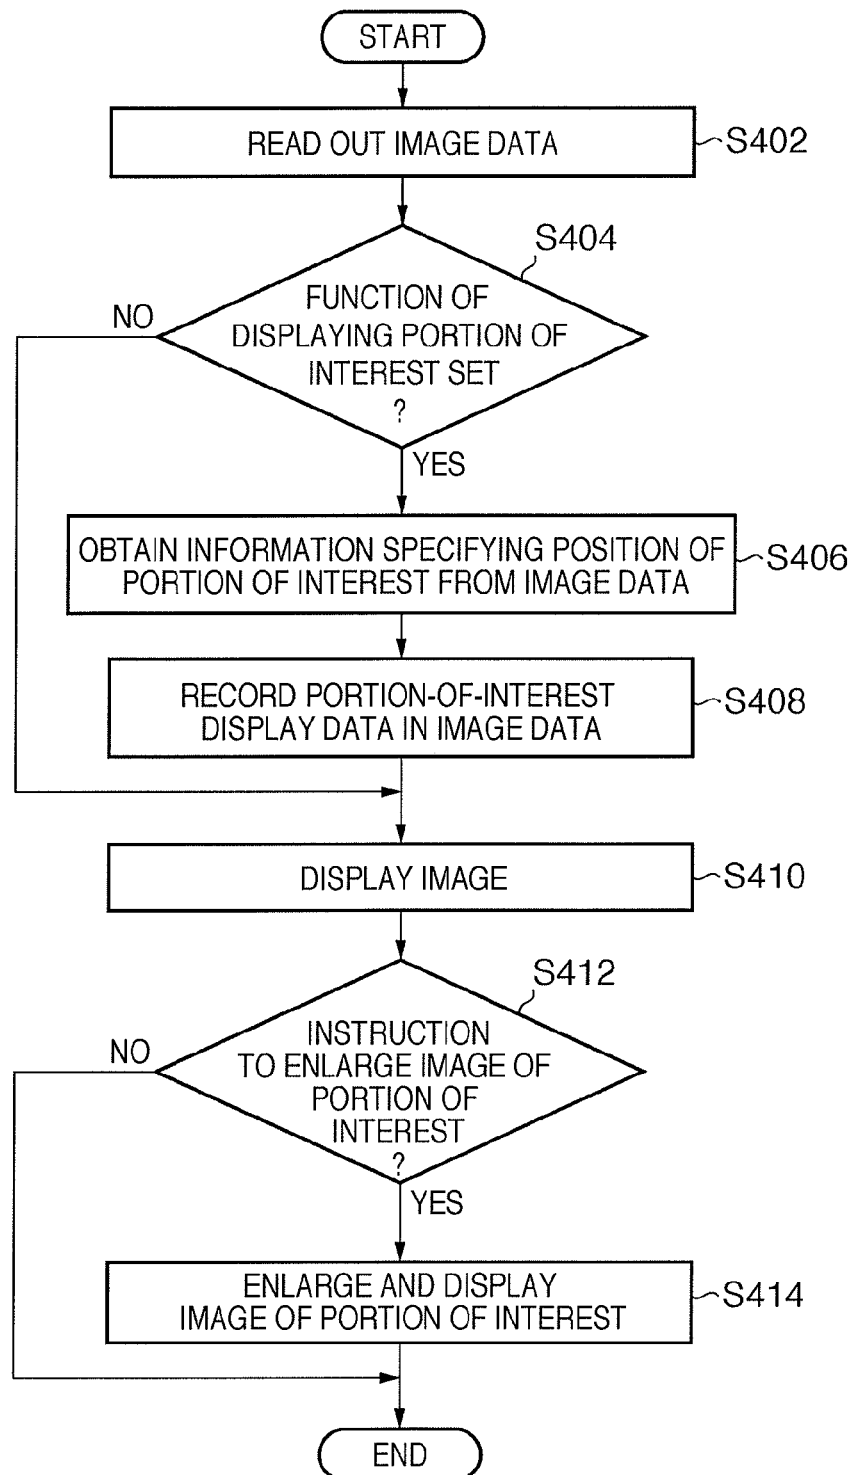 START
READ OUT IMAGE DATA
S402
S404
FUNCTION OF
DISPLAYING PORTION OF
INTEREST SET
?
NO
YES
OBTAIN INFORMATION SPECIFYING POSITION OF
PORTION OF INTEREST FROM IMAGE DATA
S406
RECORD PORTION-OF-INTEREST
DISPLAY DATA IN IMAGE DATA
S408
DISPLAY IMAGE
S410
S412
INSTRUCTION
TO ENLARGE IMAGE OF
PORTION OF
INTEREST
?
NO
YES
ENLARGE AND DISPLAY
IMAGE OF PORTION OF INTEREST
S414
END